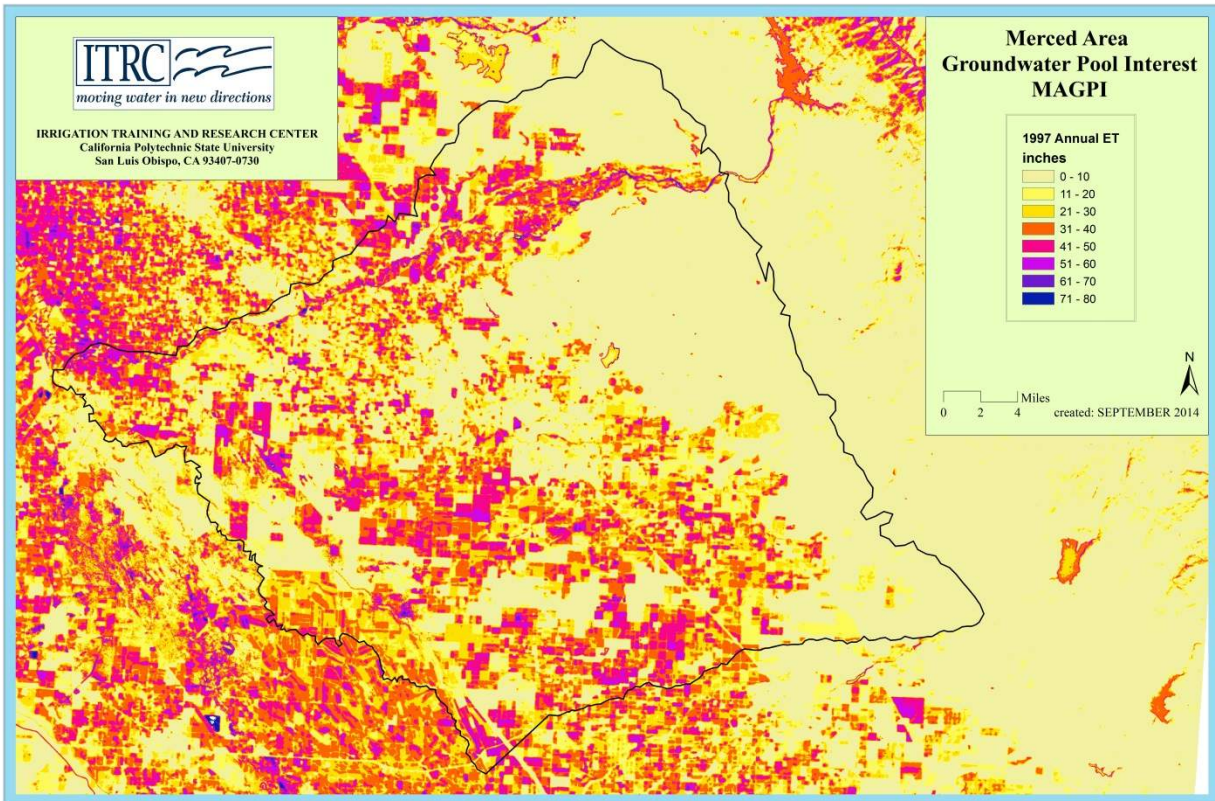 ITRC
moving water in new directions
IRRIGATION TRAINING AND RESEARCH CENTER
California Polytechnic State University
San Luis Obispo, CA 93407-0730
Merced Area
Groundwater Pool Interest
MAGPI
1997 Annual ET
inches
0 - 10
11 - 20
21 - 30
31 - 40
41 - 50
51 - 60
61 - 70
71 - 80
N
Miles
0 2 4
created: SEPTEMBER 2014